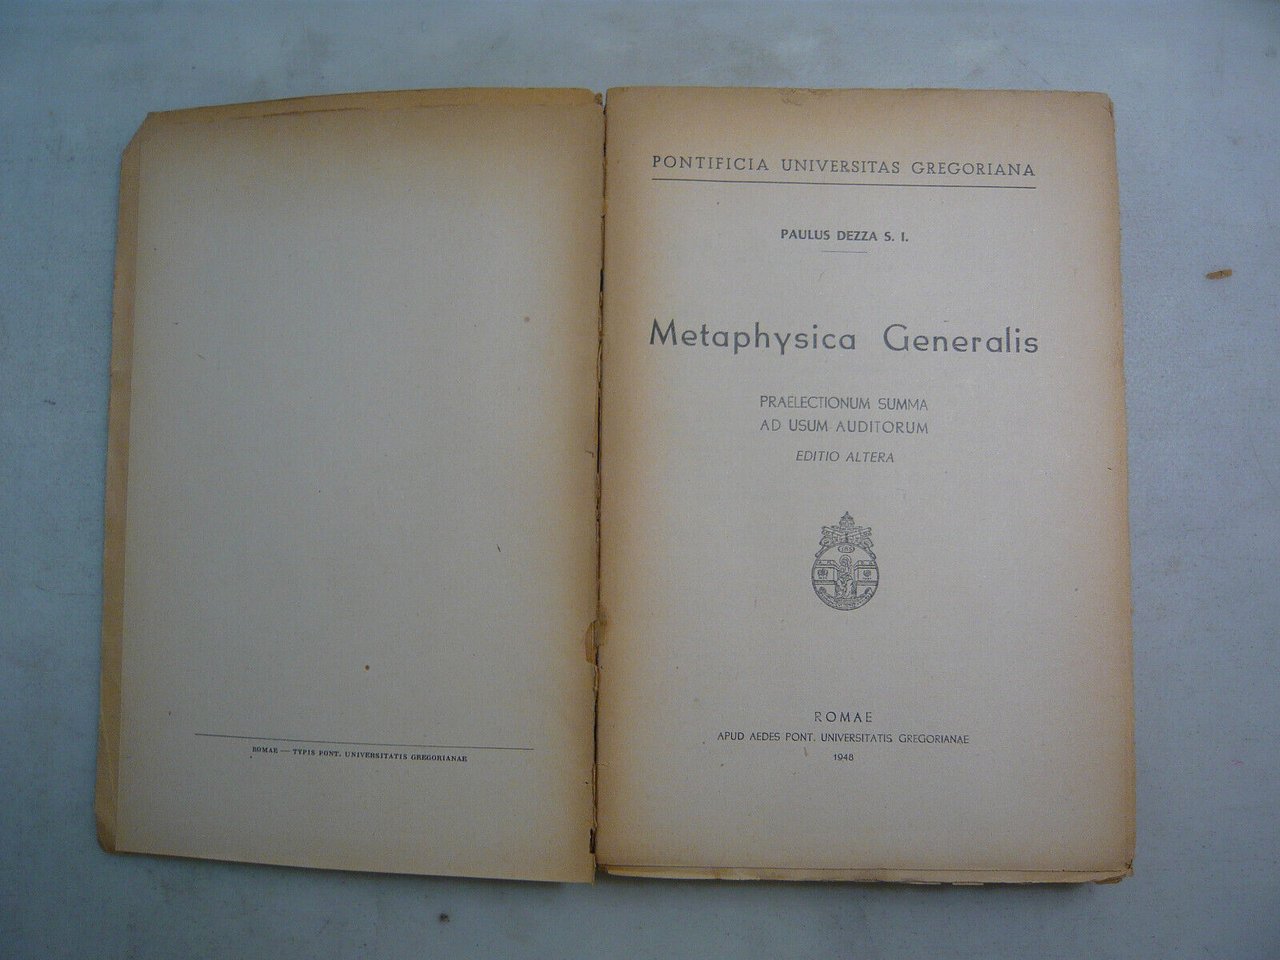 ROMAE — TYPIS PONT. UNIVERSITATIS GREGORIANAE
PONTIFICIA UNIVERSITAS GREGORIANA
PAULUS DEZZA S. I.
Metaphysica Generalis
PRAELECTIONUM SUMMA
AD USUM AUDITORUM
EDITIO ALTERA
ROMAE
APUD AEDES PONT. UNIVERSITATIS GREGORIANAE
1948